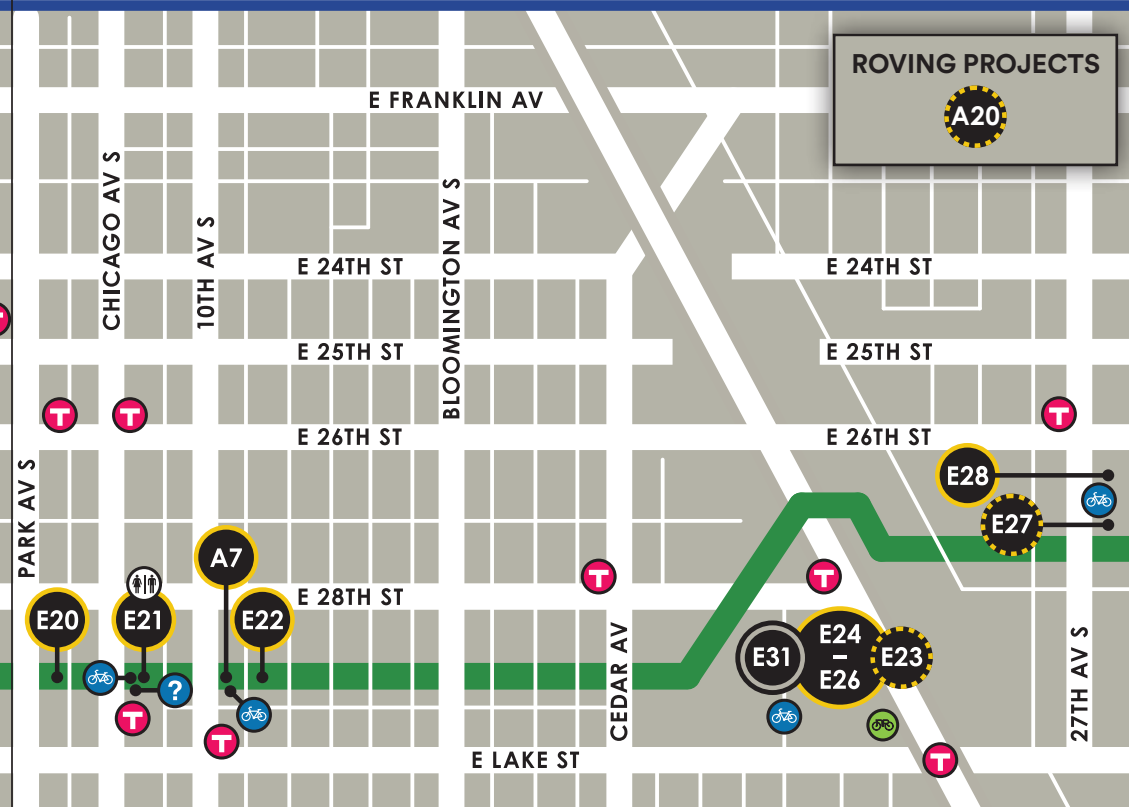 ROVING PROJECTS
A20
E FRANKLIN AV
CHICAGO AV S
10TH AV S
BLOOMINGTON AV S
E 24TH ST
E 24TH ST
E 25TH ST
E 25TH ST
T
T
T
T
E 26TH ST
E 26TH ST
PARK AV S
E28
E27
A7
T
T
E 28TH ST
E20
E21
E22
E24
–
E26
E31
E23
CEDAR AV
27TH AV S
?
T
T
E LAKE ST
T